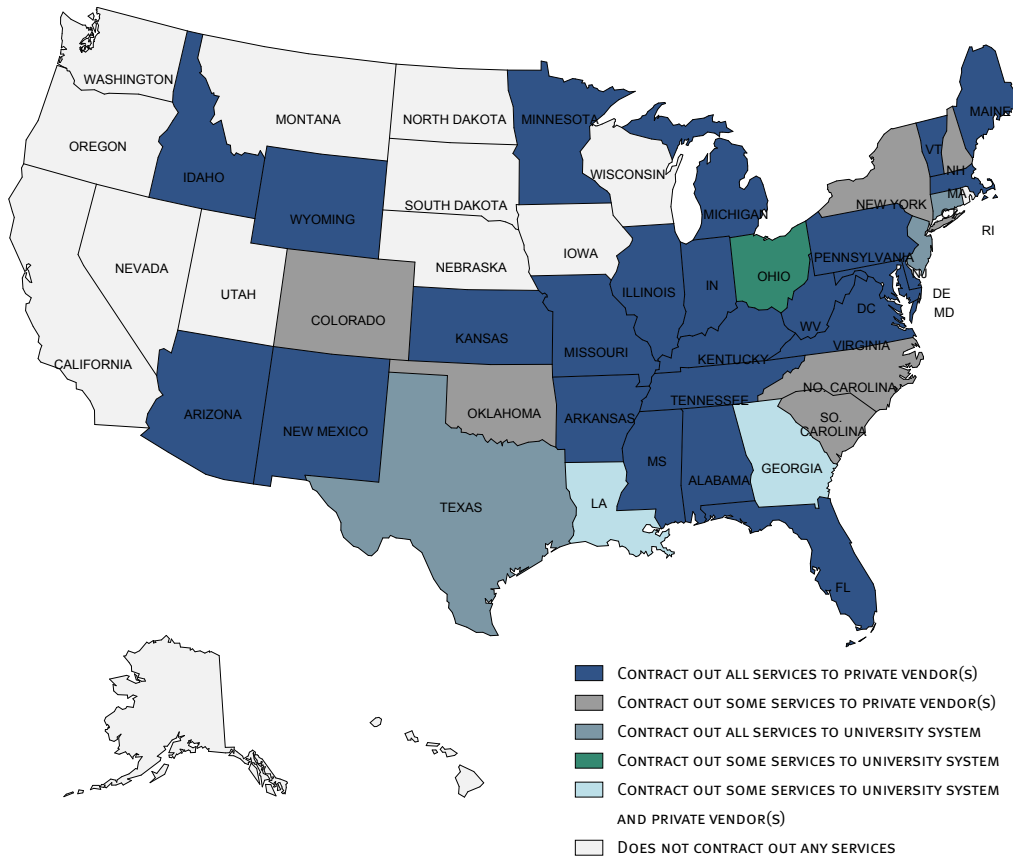 WASHINGTON
MONTANA
NORTH DAKOTA
MINNESOTA
MAINE
OREGON
VT
IDAHO
WISCONSIN
NH
SOUTH DAKOTA
MA
WYOMING
MICHIGAN
NEW YORK
CT
RI
IOWA
PENNSYLVANIA
NEVADA
NEBRASKA
OHIO
NJ
UTAH
ILLINOIS
IN
DE
COLORADO
DC
MD
KANSAS
WV
CALIFORNIA
MISSOURI
KENTUCKY
VIRGINIA
NO. CAROLINA
TENNESSEE
ARIZONA
OKLAHOMA
ARKANSAS
SO.
CAROLINA
NEW MEXICO
MS
GEORGIA
ALABAMA
TEXAS
LA
FL
Contract out all services to private vendor(s)
Contract out some services to private vendor(s)
Contract out all services to university system
Contract out some services to university system
Contract out some services to university system
and private vendor(s)
Does not contract out any services